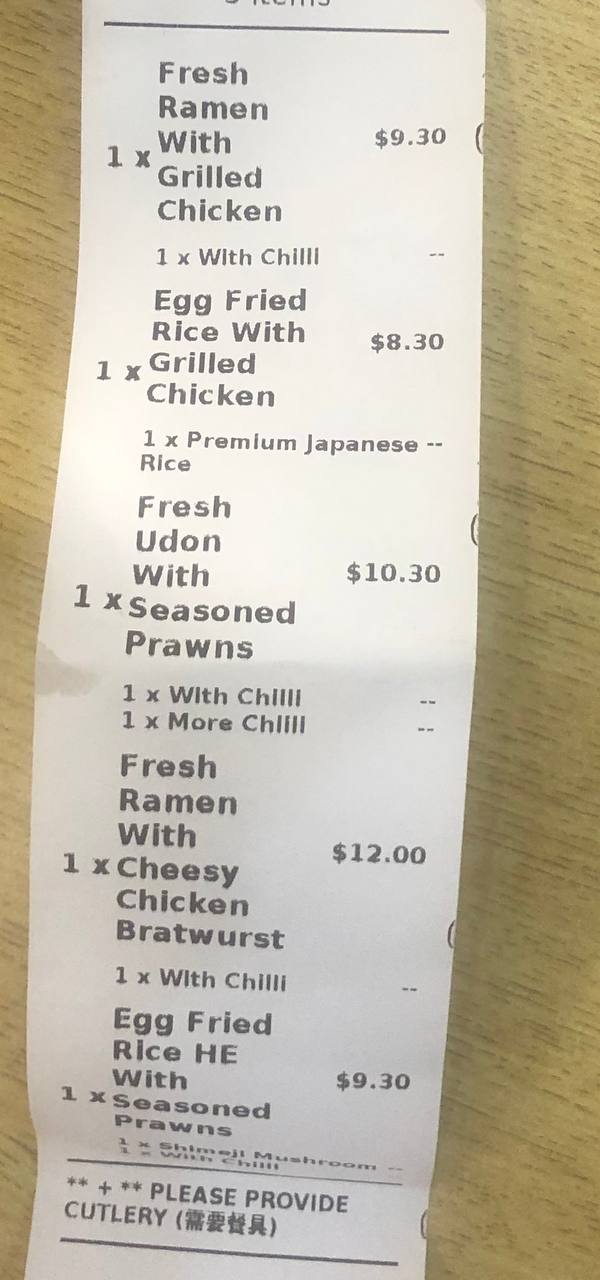 Fresh
Ramen
With $9.30
1 x Grilled
Chicken
1 x With Chilli --
Egg Fried
Rice With $8.30
1 x Grilled
Chicken
1 x Premium Japanese --
Rice
Fresh
Udon
With $10.30
1 x Seasoned
Prawns
1 x With Chilli --
1 x More Chilli --
Fresh
Ramen
With $12.00
1 x Cheesy
Chicken
Bratwurst
1 x With Chilli --
Egg Fried
Rice HE
With $9.30
1 x Seasoned
Prawns
1 x Shimeji Mushroom --
1 x With Chilli --
** + ** PLEASE PROVIDE
CUTLERY (需要餐具)